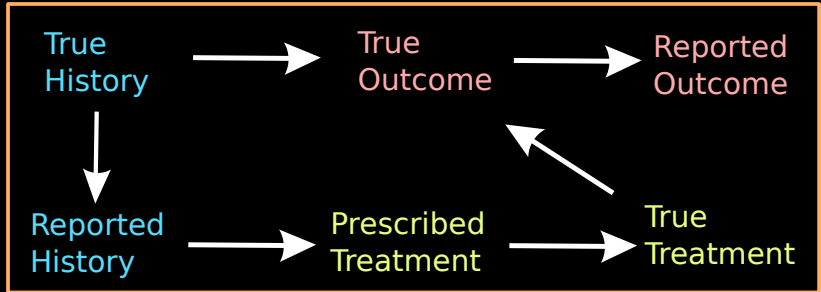 True
History
True
Outcome
Reported
Outcome
Reported
History
Prescribed
Treatment
True
Treatment